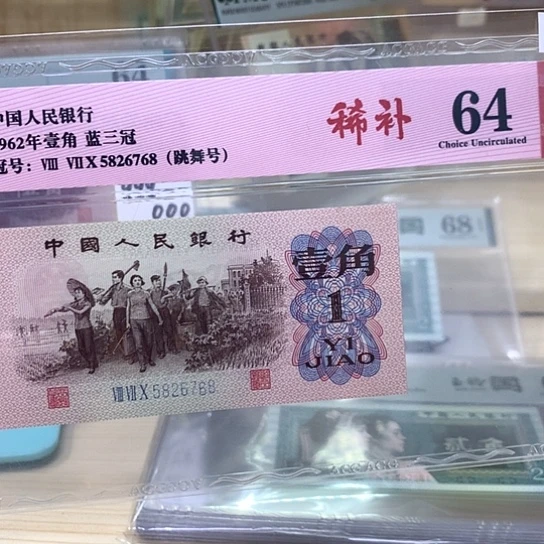 中国人民银行
1962年壹角 蓝三冠
冠号：Ⅷ Ⅶ X 5826768（跳舞号）
稀补
64
Choice Uncirculated
000
68
中國人民銀行
壹角
1
YI
JIAO
Ⅷ Ⅶ X 5826768